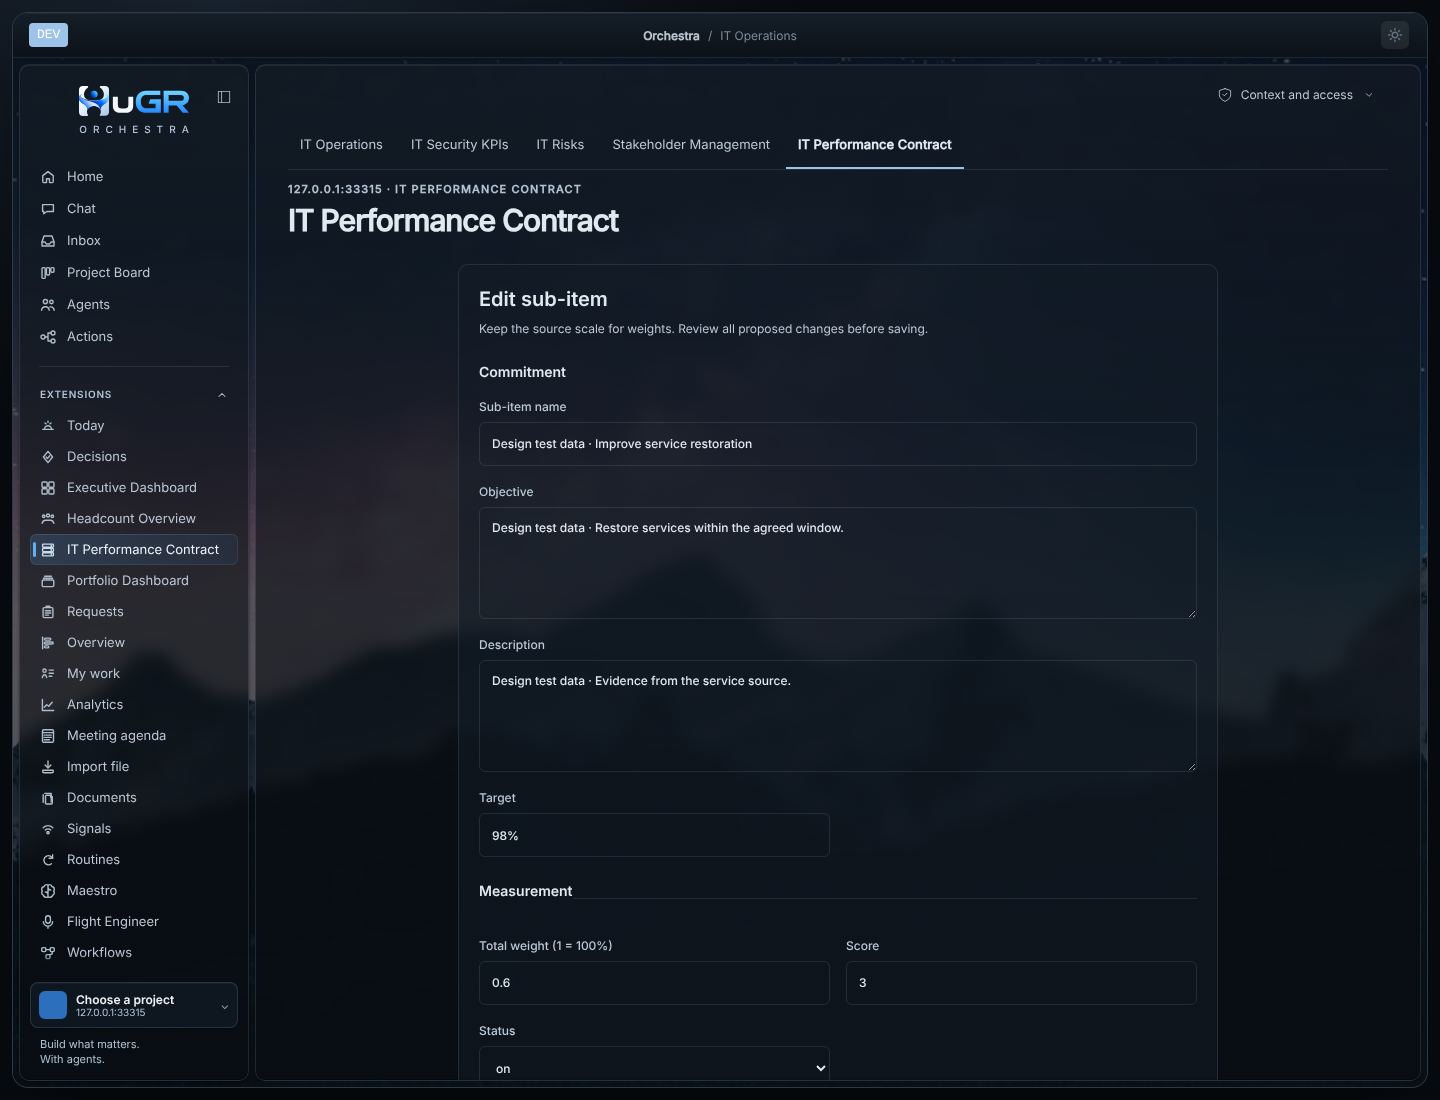 DEV
Orchestra / IT Operations
HuGR
ORCHESTRA
Context and access
Home
Chat
Inbox
Project Board
Agents
Actions
EXTENSIONS
Today
Decisions
Executive Dashboard
Headcount Overview
IT Performance Contract
Portfolio Dashboard
Requests
Overview
My work
Analytics
Meeting agenda
Import file
Documents
Signals
Routines
Maestro
Flight Engineer
Workflows
Choose a project
127.0.0.1:33315
Build what matters.
With agents.
IT Operations IT Security KPIs IT Risks Stakeholder Management IT Performance Contract
127.0.0.1:33315 · IT PERFORMANCE CONTRACT
IT Performance Contract
Edit sub-item
Keep the source scale for weights. Review all proposed changes before saving.
Commitment
Sub-item name
Design test data · Improve service restoration
Objective
Design test data · Restore services within the agreed window.
Description
Design test data · Evidence from the service source.
Target
98%
Measurement
Total weight (1 = 100%) Score
0.6 3
Status
on